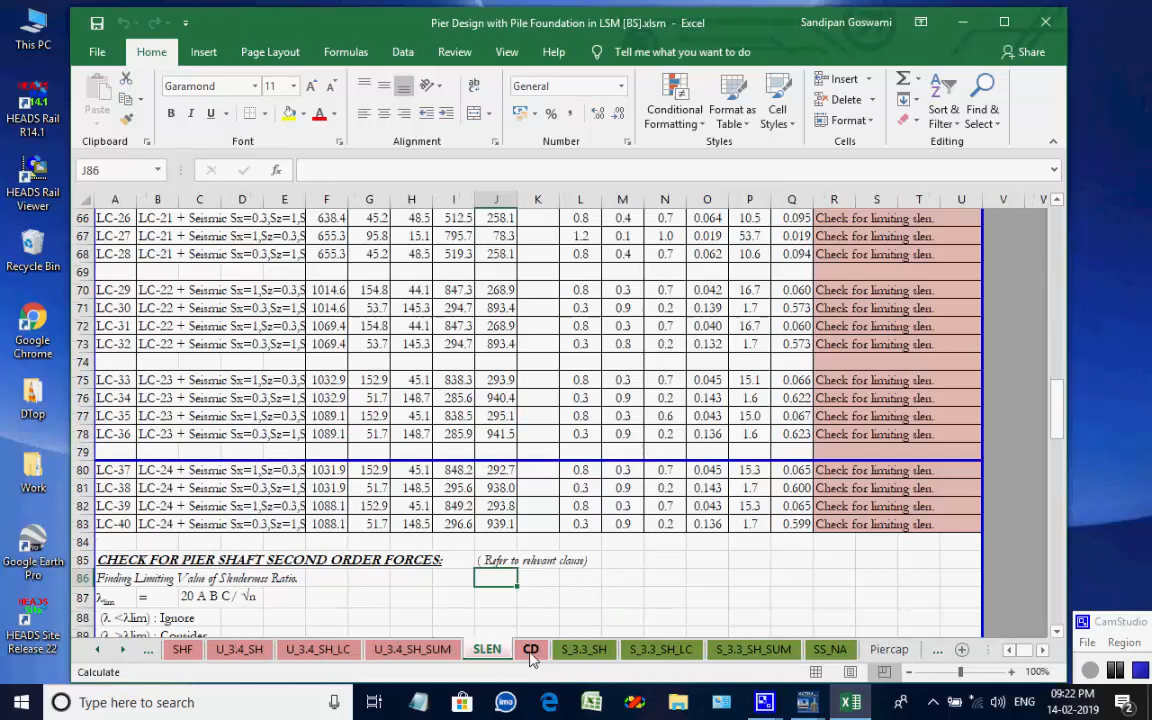 Pier Design with Pile Foundation in LSM [BS].xlsm - Excel
Sandipan Goswami
File Home Insert Page Layout Formulas Data Review View Help Tell me what you want to do Share
Paste
Garamond 11
General
Conditional Formatting
Format as Table
Cell Styles
Insert
Delete
Format
Sort & Filter
Find & Select
Clipboard Font Alignment Number Styles Cells Editing
J86
A B C D E F G H I J K L M N O P Q R S T U V W
66 LC-26 LC-21 + Seismic Sx=0.3,Sz=1,S 638.4 45.2 48.5 512.5 258.1 0.8 0.4 0.7 0.064 10.5 0.095 Check for limiting slen.
67 LC-27 LC-21 + Seismic Sx=1,Sz=0.3,S 655.3 95.8 15.1 795.7 78.3 1.2 0.1 1.0 0.019 53.7 0.019 Check for limiting slen.
68 LC-28 LC-21 + Seismic Sx=0.3,Sz=1,S 655.3 45.2 48.5 519.3 258.1 0.8 0.4 0.7 0.062 10.6 0.094 Check for limiting slen.
69
70 LC-29 LC-22 + Seismic Sx=1,Sz=0.3,S 1014.6 154.8 44.1 847.3 268.9 0.8 0.3 0.7 0.042 16.7 0.060 Check for limiting slen.
71 LC-30 LC-22 + Seismic Sx=0.3,Sz=1,S 1014.6 53.7 145.3 294.7 893.4 0.3 0.9 0.2 0.139 1.7 0.573 Check for limiting slen.
72 LC-31 LC-22 + Seismic Sx=1,Sz=0.3,S 1069.4 154.8 44.1 847.3 268.9 0.8 0.3 0.7 0.040 16.7 0.060 Check for limiting slen.
73 LC-32 LC-22 + Seismic Sx=0.3,Sz=1,S 1069.4 53.7 145.3 294.7 893.4 0.3 0.8 0.2 0.132 1.7 0.573 Check for limiting slen.
74
75 LC-33 LC-23 + Seismic Sx=1,Sz=0.3,S 1032.9 152.9 45.1 838.3 293.9 0.8 0.3 0.7 0.045 15.1 0.066 Check for limiting slen.
76 LC-34 LC-23 + Seismic Sx=0.3,Sz=1,S 1032.9 51.7 148.7 285.6 940.4 0.3 0.9 0.2 0.143 1.6 0.622 Check for limiting slen.
77 LC-35 LC-23 + Seismic Sx=1,Sz=0.3,S 1089.1 152.9 45.1 838.5 295.1 0.8 0.3 0.6 0.043 15.0 0.067 Check for limiting slen.
78 LC-36 LC-23 + Seismic Sx=0.3,Sz=1,S 1089.1 51.7 148.7 285.9 941.5 0.3 0.9 0.2 0.136 1.6 0.623 Check for limiting slen.
79
80 LC-37 LC-24 + Seismic Sx=1,Sz=0.3,S 1031.9 152.9 45.1 848.2 292.7 0.8 0.3 0.7 0.045 15.3 0.065 Check for limiting slen.
81 LC-38 LC-24 + Seismic Sx=0.3,Sz=1,S 1031.9 51.7 148.5 295.6 938.0 0.3 0.9 0.2 0.143 1.7 0.600 Check for limiting slen.
82 LC-39 LC-24 + Seismic Sx=1,Sz=0.3,S 1088.1 152.9 45.1 849.2 293.8 0.8 0.3 0.7 0.043 15.3 0.065 Check for limiting slen.
83 LC-40 LC-24 + Seismic Sx=0.3,Sz=1,S 1088.1 51.7 148.5 296.6 939.1 0.3 0.9 0.2 0.136 1.7 0.599 Check for limiting slen.
84
85 CHECK FOR PIER SHAFT SECOND ORDER FORCES: ( Refer to relevant clause)
86 Finding Limiting Value of Slenderness Ratio.
87 λlim = 20 A B C/ √n
88 (λ <λlim) : Ignore
89 (λ >λlim) : Consider
... SHF U_3.4_SH U_3.4_SH_LC U_3.4_SH_SUM SLEN CD S_3.3_SH S_3.3_SH_LC S_3.3_SH_SUM SS_NA Piercap ...
Calculate
100%
This PC
HEADS Rail R14.1
HEADS Rail Viewer
Recycle Bin
Google Chrome
DTop
Work
Google Earth Pro
HEADS Site Release 22
CamStudio
File Region
Type here to search
imo
ENG
09:22 PM
14-02-2019
2